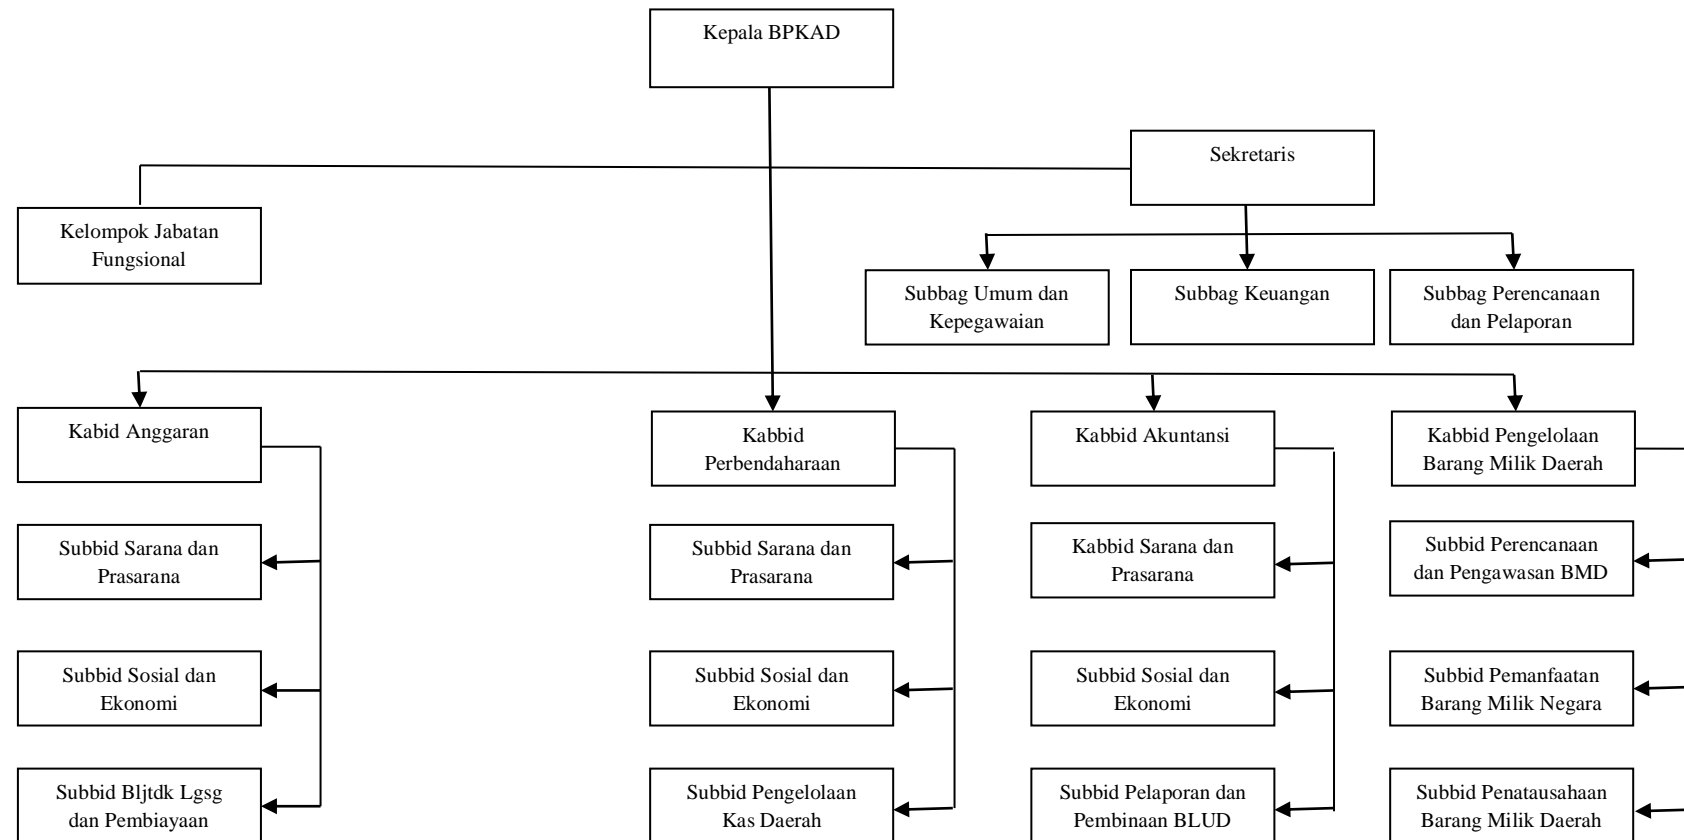 Kepala BPKAD
Sekretaris
Kelompok Jabatan
Fungsional
Subbag Umum dan
Kepegawaian
Subbag Keuangan
Subbag Perencanaan
dan Pelaporan
Kabid Anggaran
Kabbid
Perbendaharaan
Kabbid Akuntansi
Kabbid Pengelolaan
Barang Milik Daerah
Subbid Sarana dan
Prasarana
Subbid Sarana dan
Prasarana
Kabbid Sarana dan
Prasarana
Subbid Perencanaan
dan Pengawasan BMD
Subbid Sosial dan
Ekonomi
Subbid Sosial dan
Ekonomi
Subbid Sosial dan
Ekonomi
Subbid Pemanfaatan
Barang Milik Negara
Subbid Bljtdk Lgsg
dan Pembiayaan
Subbid Pengelolaan
Kas Daerah
Subbid Pelaporan dan
Pembinaan BLUD
Subbid Penatausahaan
Barang Milik Daerah